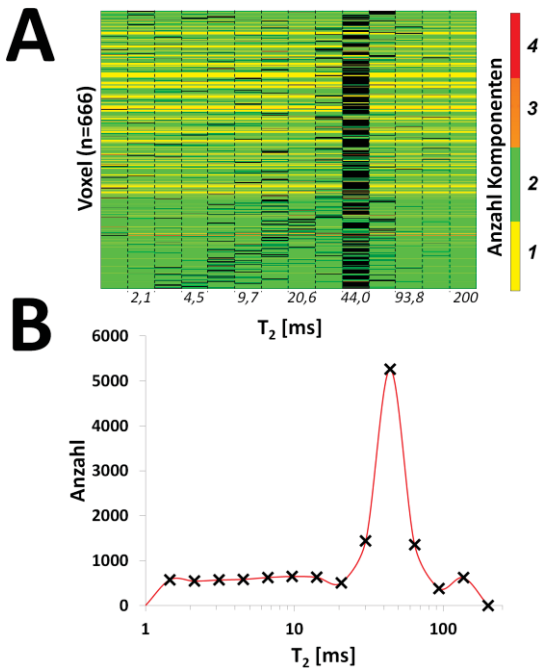 A
Voxel (n=666)
2,1 4,5 9,7 20,6 44,0 93,8 200
T2 [ms]
Anzahl Komponenten
4
3
2
1
B
6000
5000
4000
3000
2000
1000
0
Anzahl
1 10 100
T2 [ms]